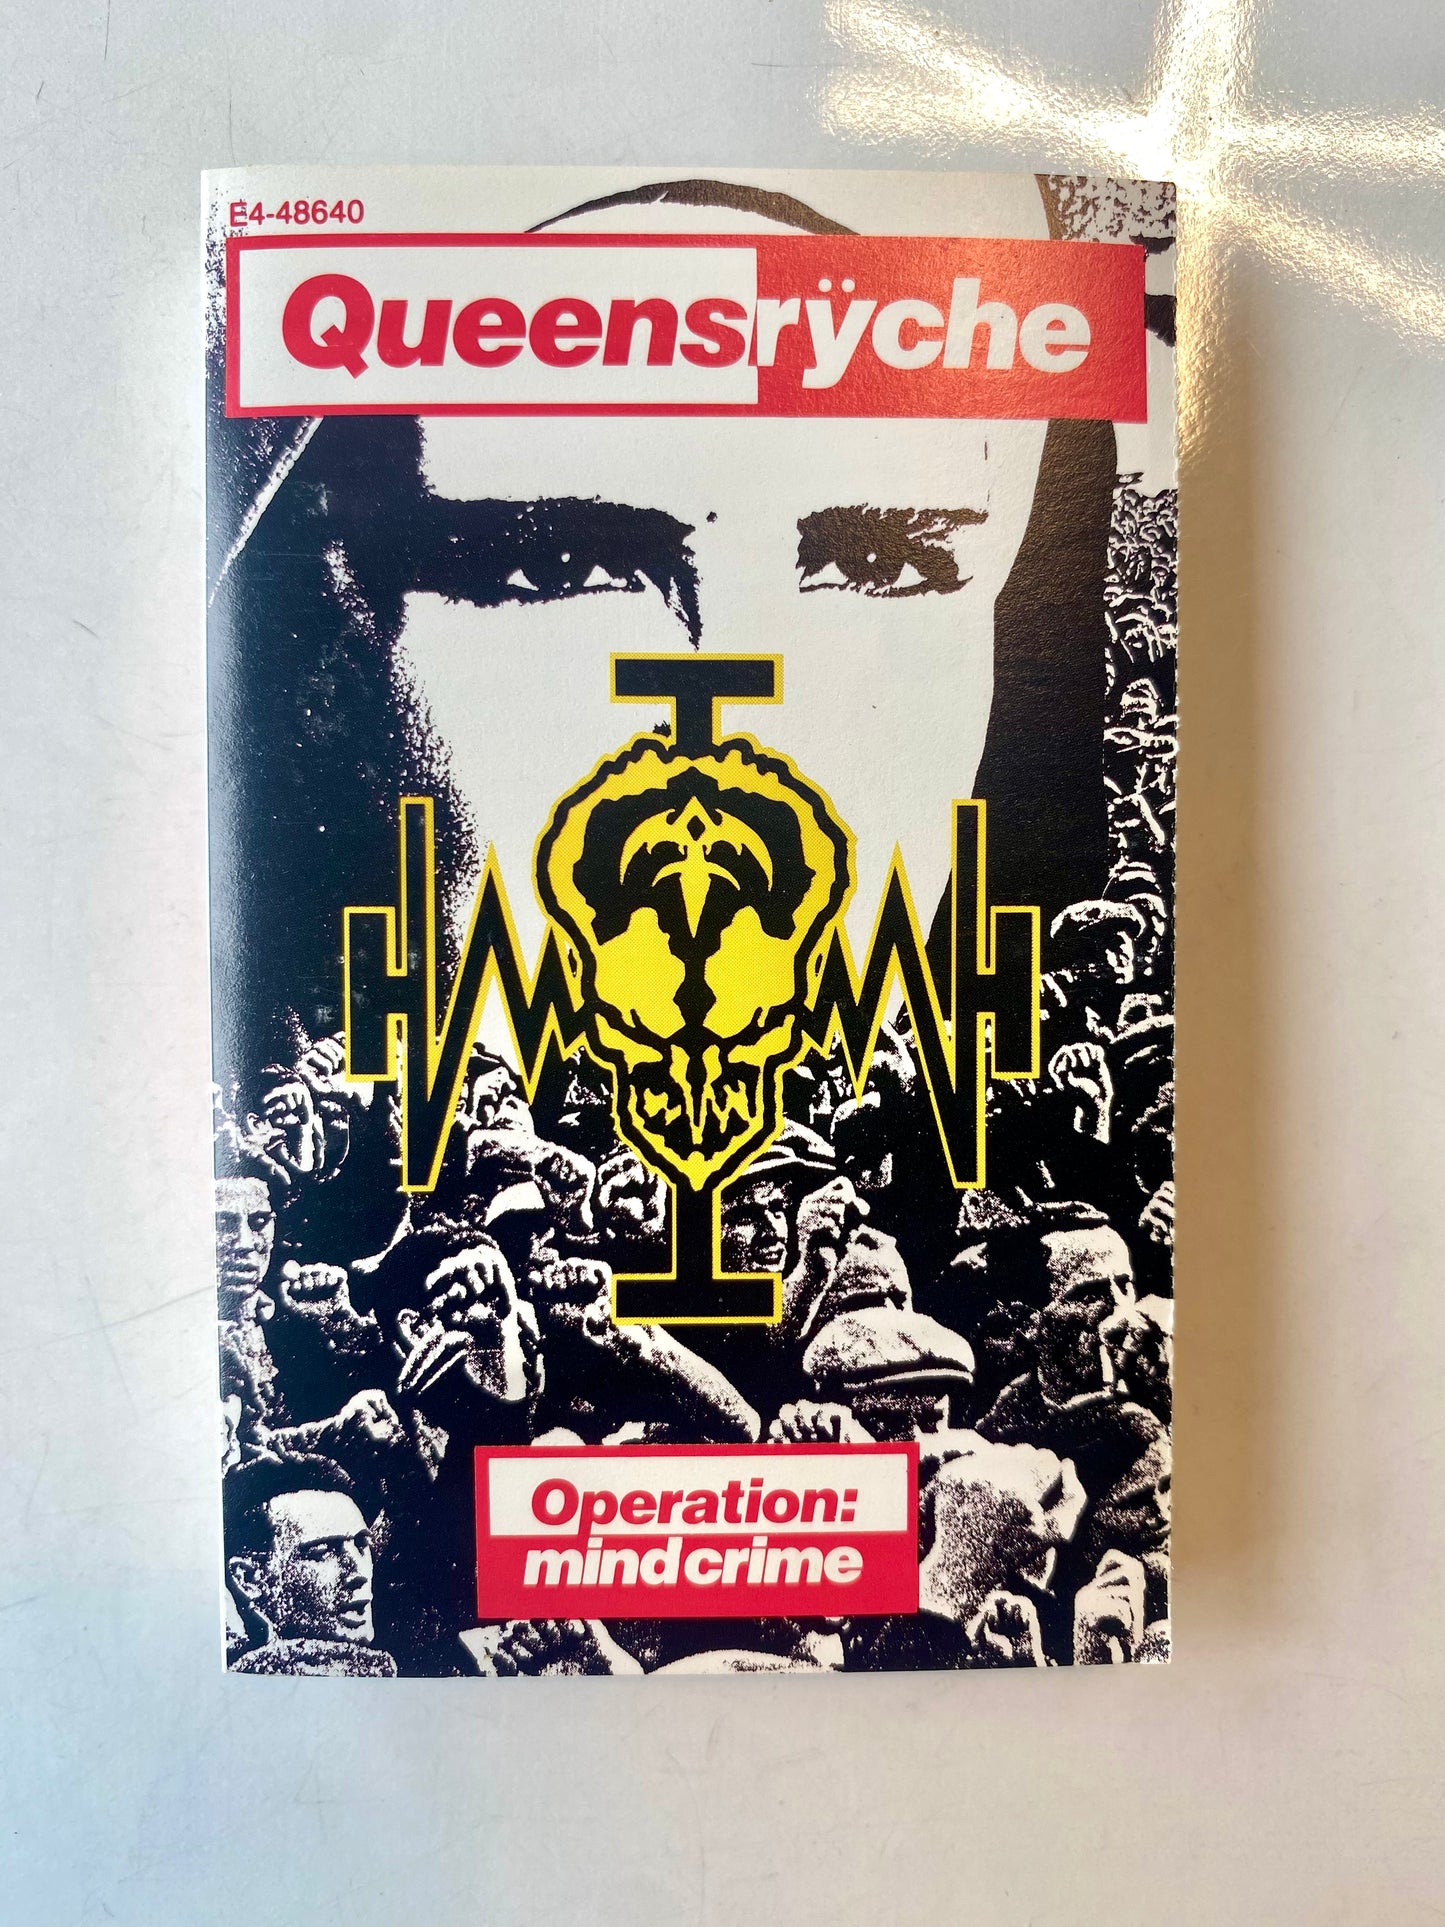 E4-48640
Queensrÿche
Operation:
mindcrime